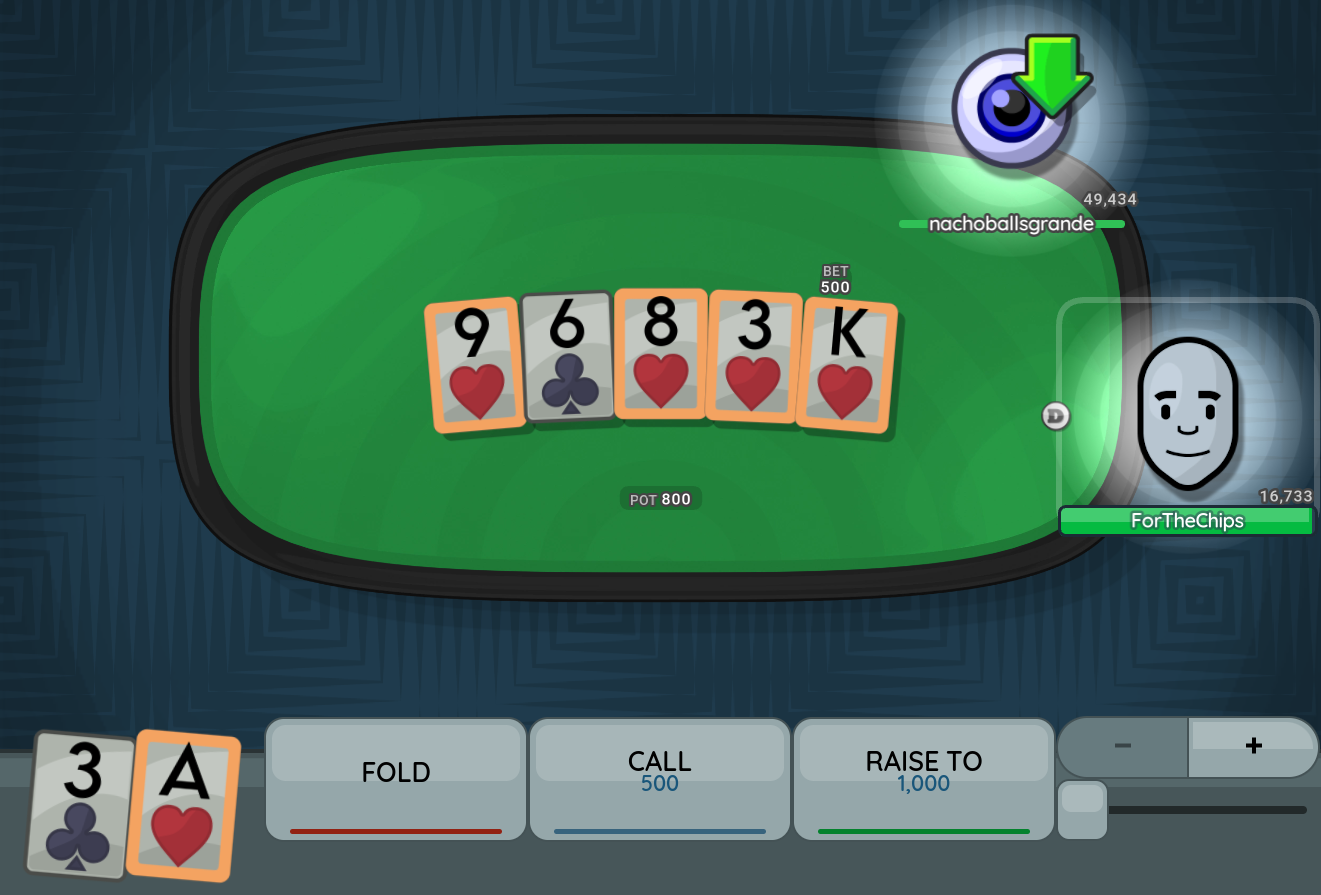 49,434
nachoballsgrande
BET
500
9 6 8 3 K
D
POT 800
16,733
ForTheChips
3 A
FOLD
CALL
500
RAISE TO
1,000
− +